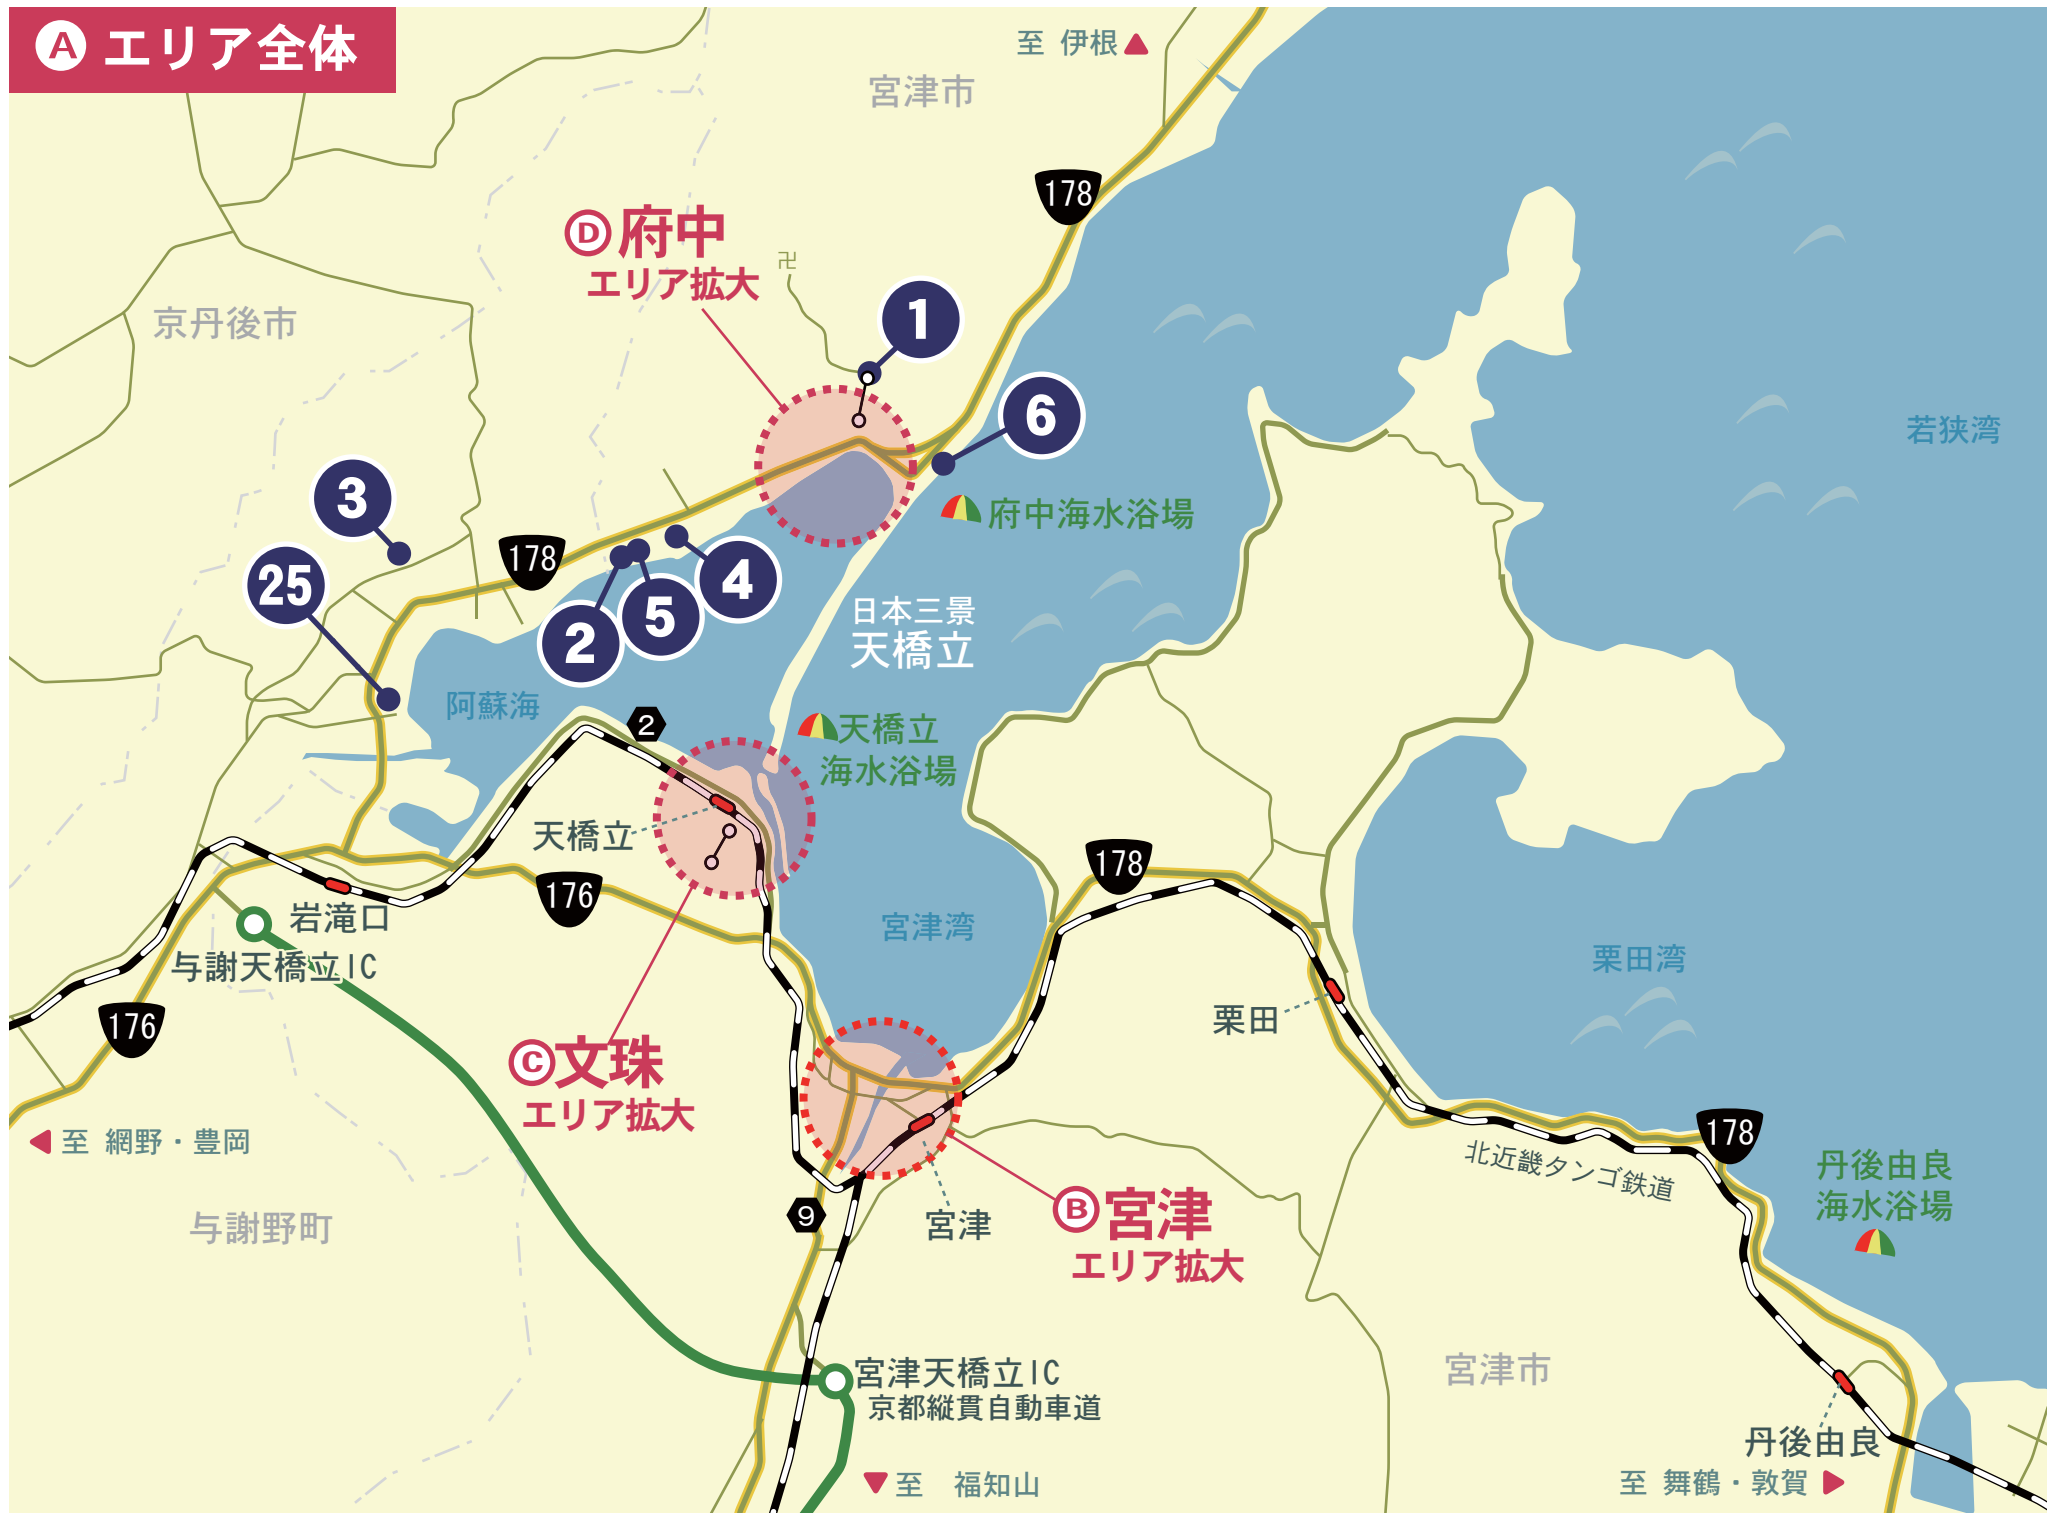 A エリア全体
至 伊根
宮津市
178
D 府中
エリア拡大
卍
京丹後市
1
6
若狭湾
3
府中海水浴場
178
25
4
2
5
日本三景
天橋立
阿蘇海
2
天橋立
海水浴場
天橋立
178
176
岩滝口
宮津湾
与謝天橋立IC
栗田湾
176
栗田
C 文珠
エリア拡大
至 網野・豊岡
178
北近畿タンゴ鉄道
丹後由良
海水浴場
与謝野町
9
宮津
B 宮津
エリア拡大
宮津天橋立IC
京都縦貫自動車道
宮津市
丹後由良
至 福知山
至 舞鶴・敦賀